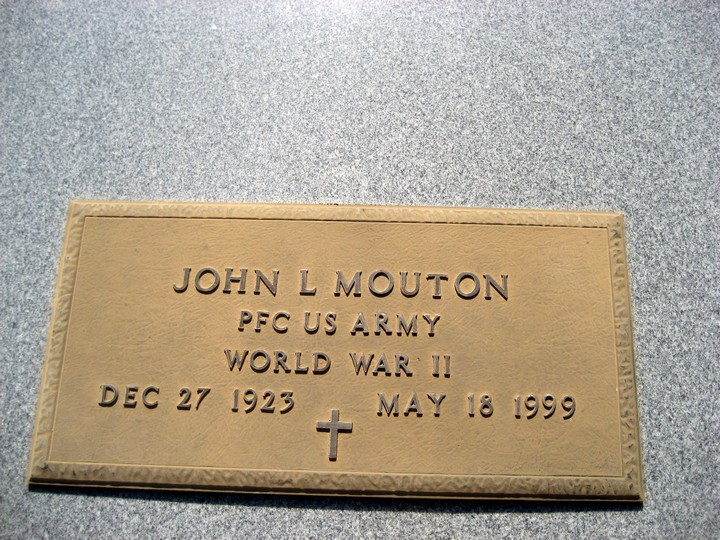 JOHN L MOUTON
PFC US ARMY
WORLD WAR II
DEC 27 1923 MAY 18 1999